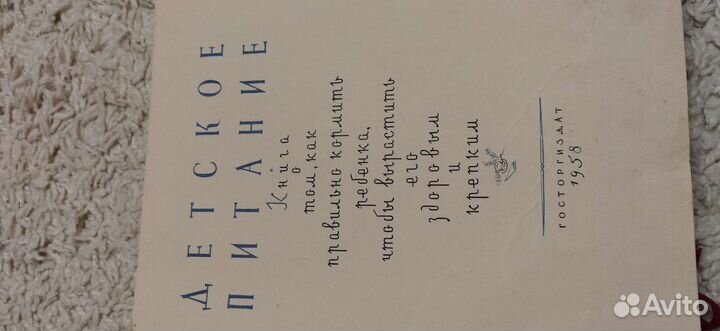 ДЕТСКОЕ
ПИТАНИЕ
Книга
о
том, как
правильно кормить
ребенка,
чтобы вырастить
его
здоровым
и
крепким
ГОСТОРГИЗДАТ
1958
Avito